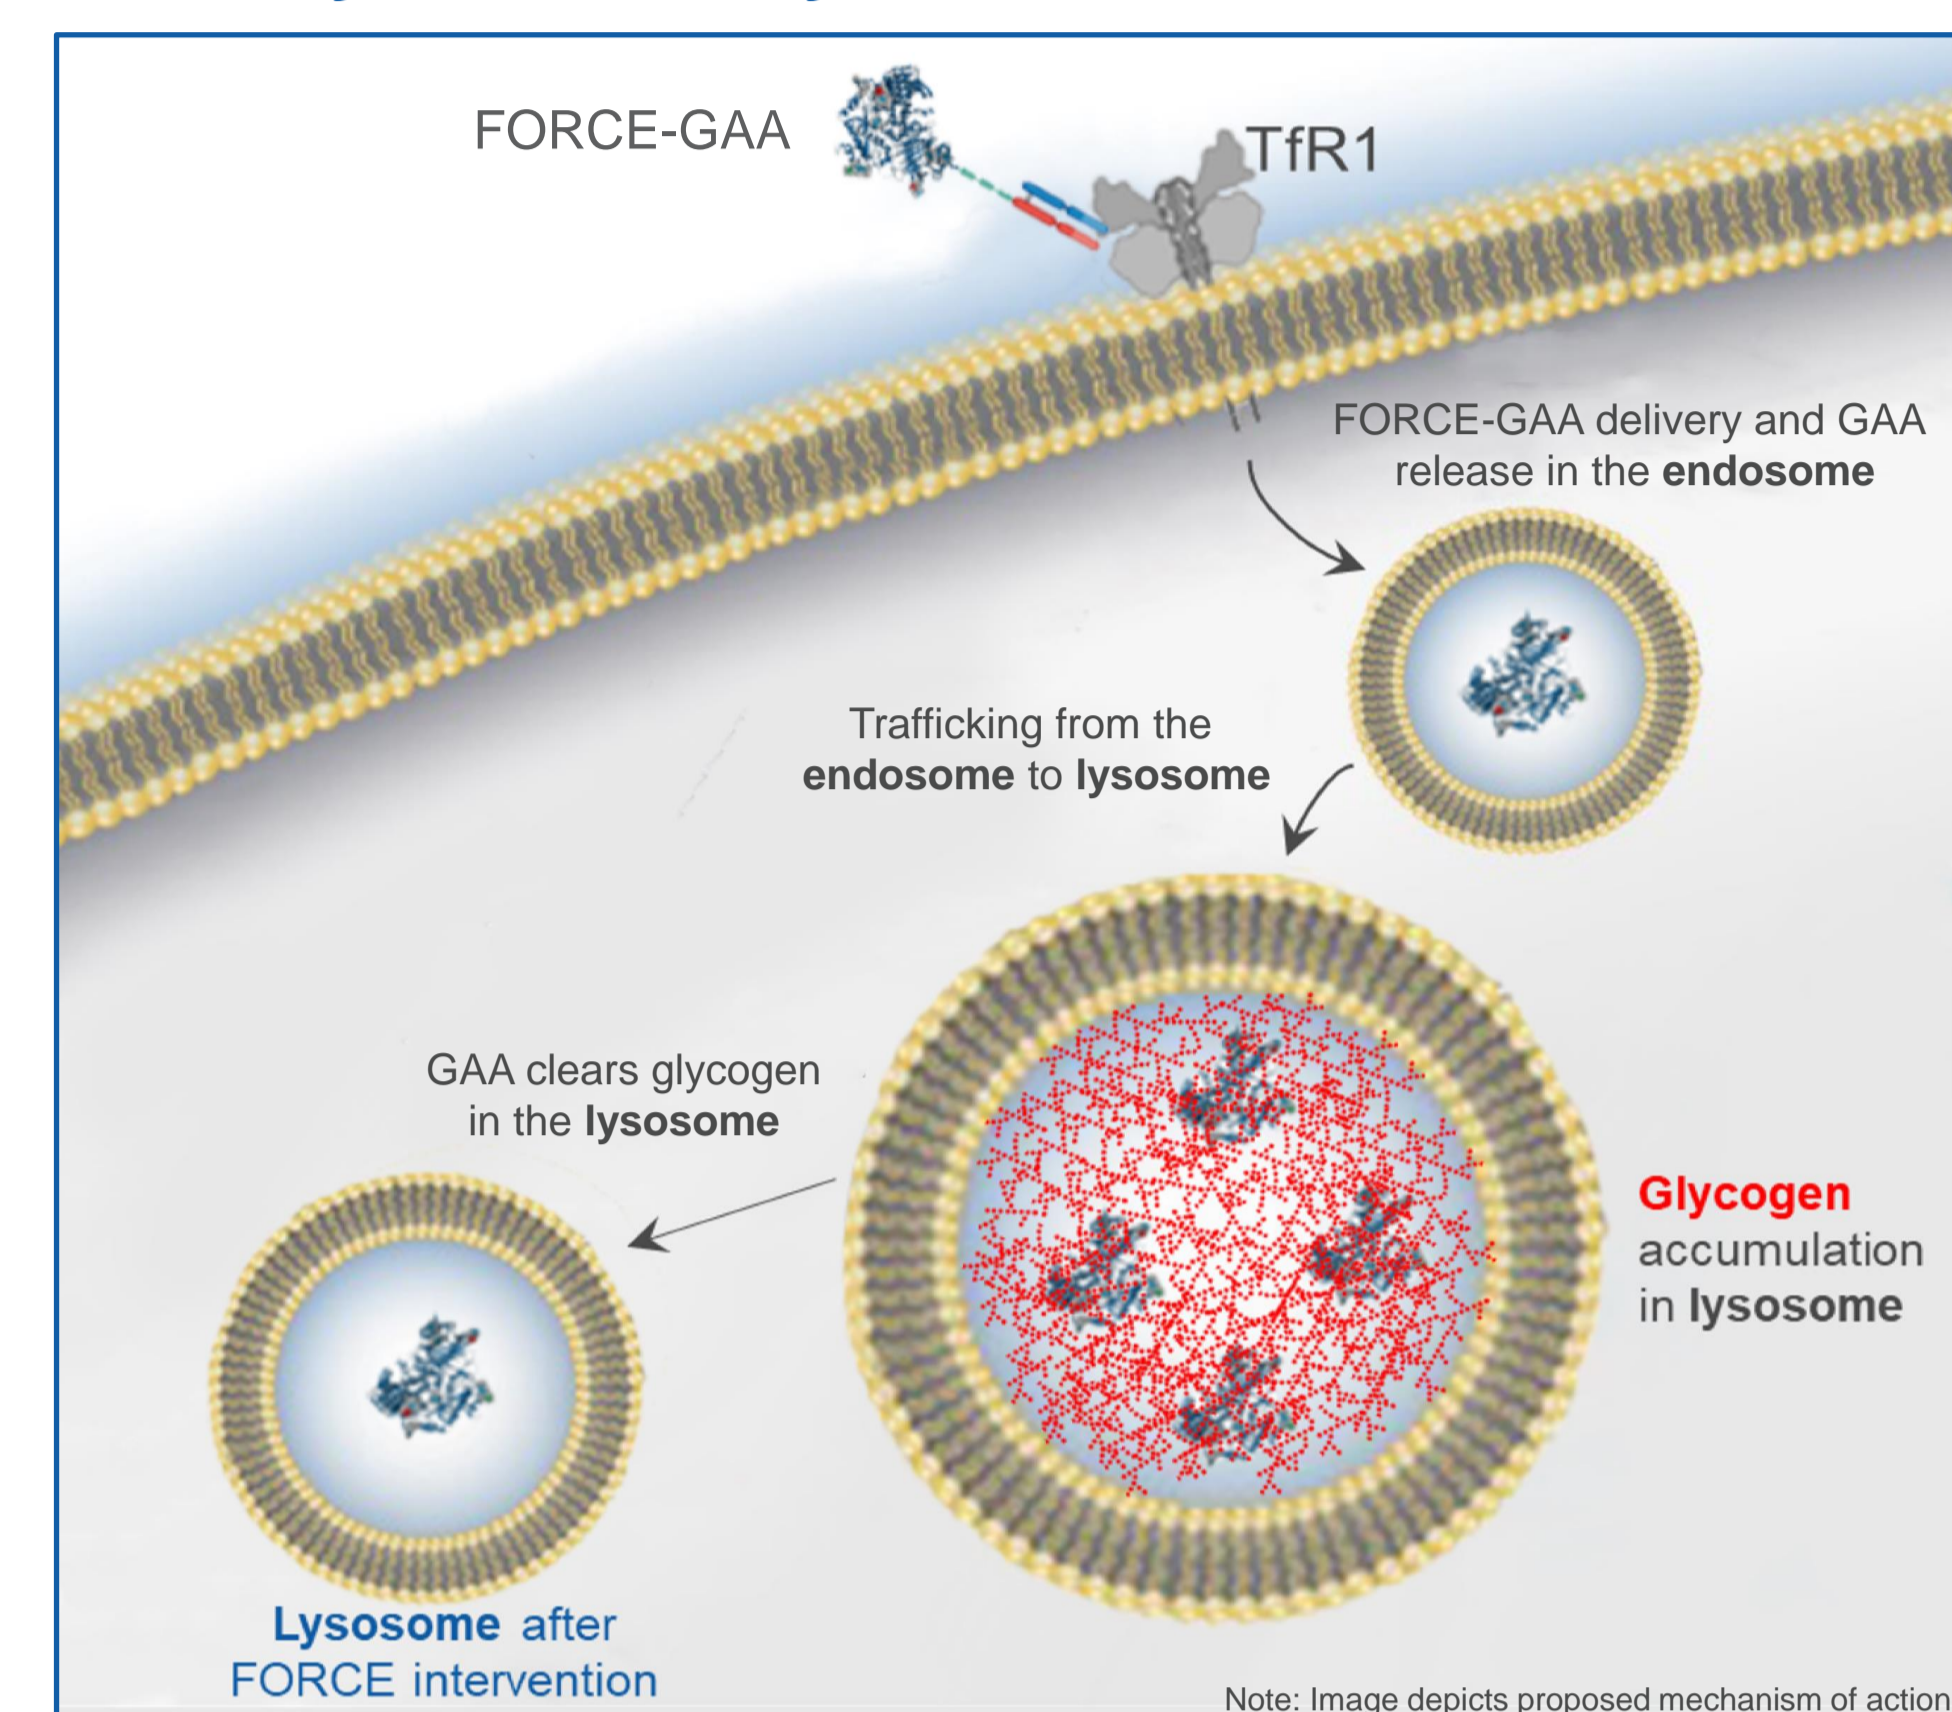 FORCE-GAA
TfR1
FORCE-GAA delivery and GAA
release in the endosome
Trafficking from the
endosome to lysosome
GAA clears glycogen
in the lysosome
Glycogen
accumulation
in lysosome
Lysosome after
FORCE intervention
Note: Image depicts proposed mechanism of action